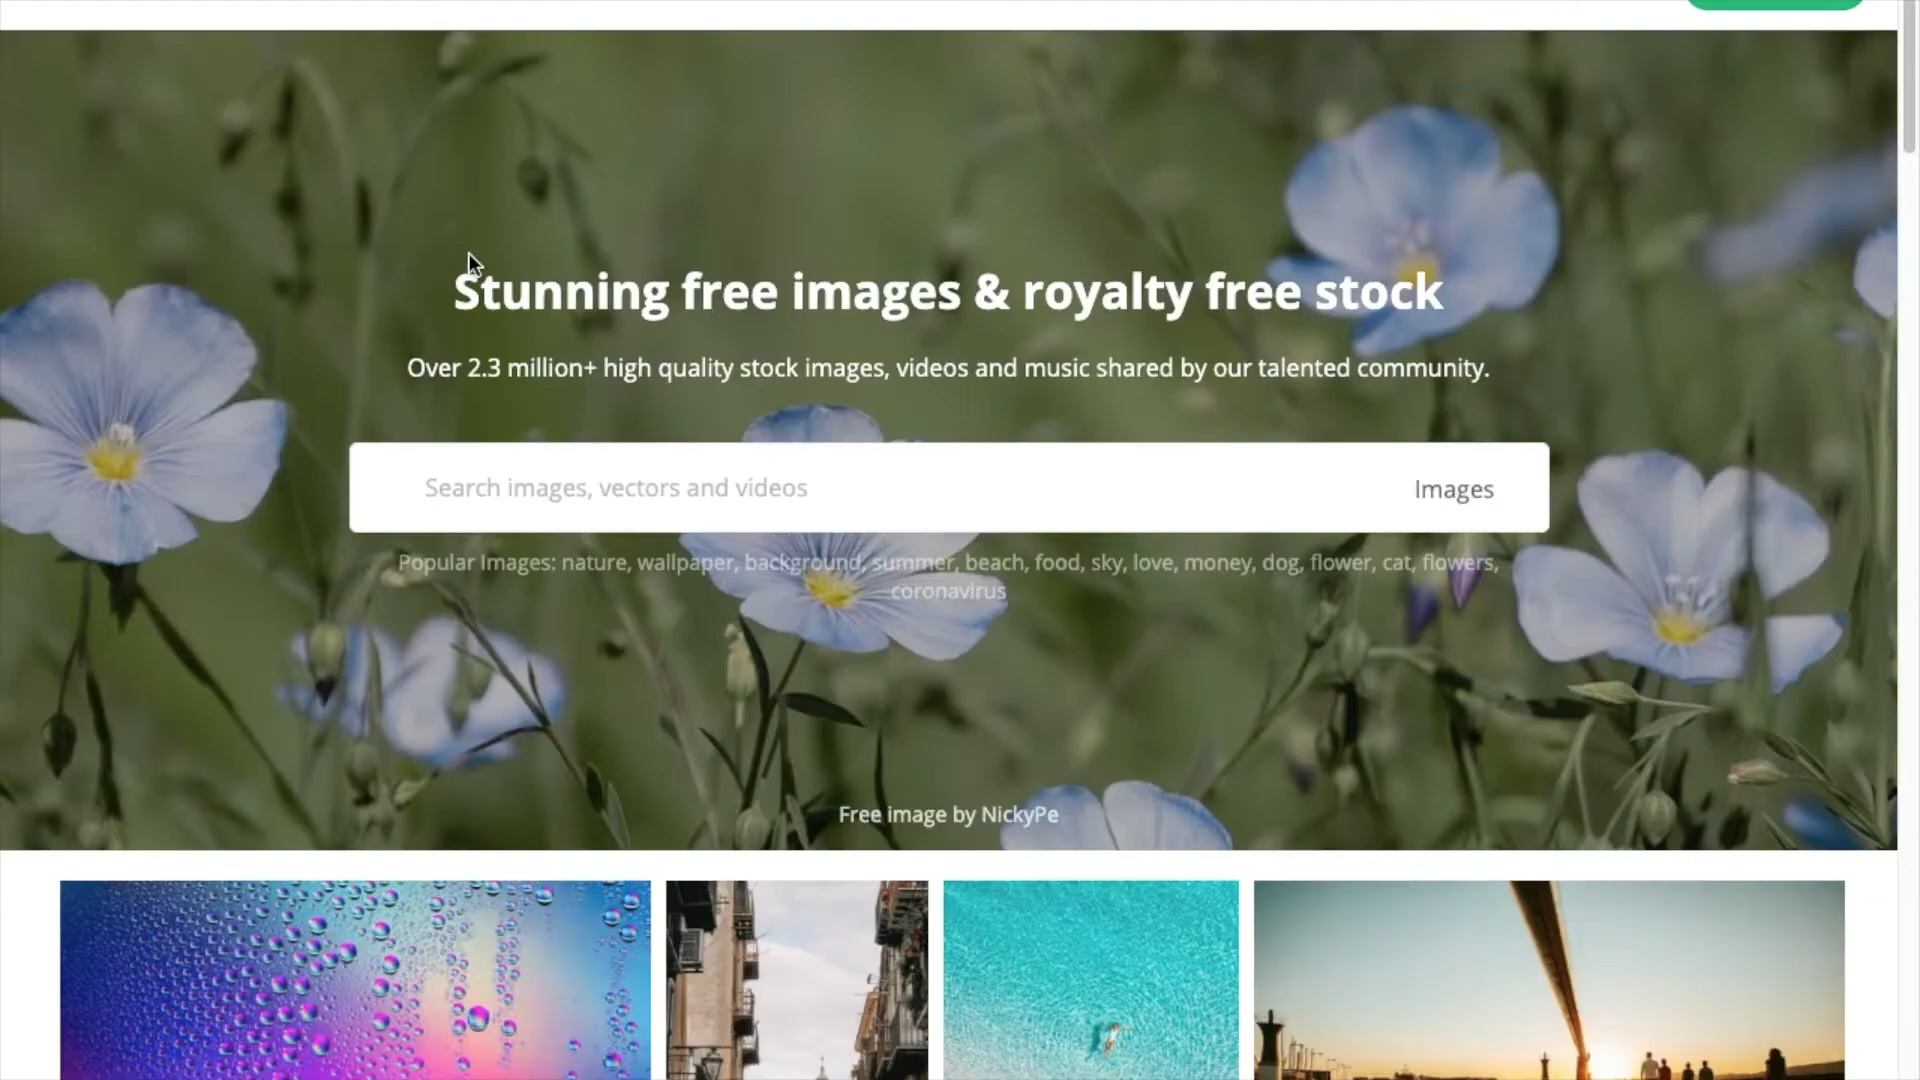 Stunning free images & royalty free stock
Over 2.3 million+ high quality stock images, videos and music shared by our talented community.
Search images, vectors and videos
Images
Popular Images: nature, wallpaper, background, summer, beach, food, sky, love, money, dog, flower, cat, flowers,
coronavirus
Free image by NickyPe